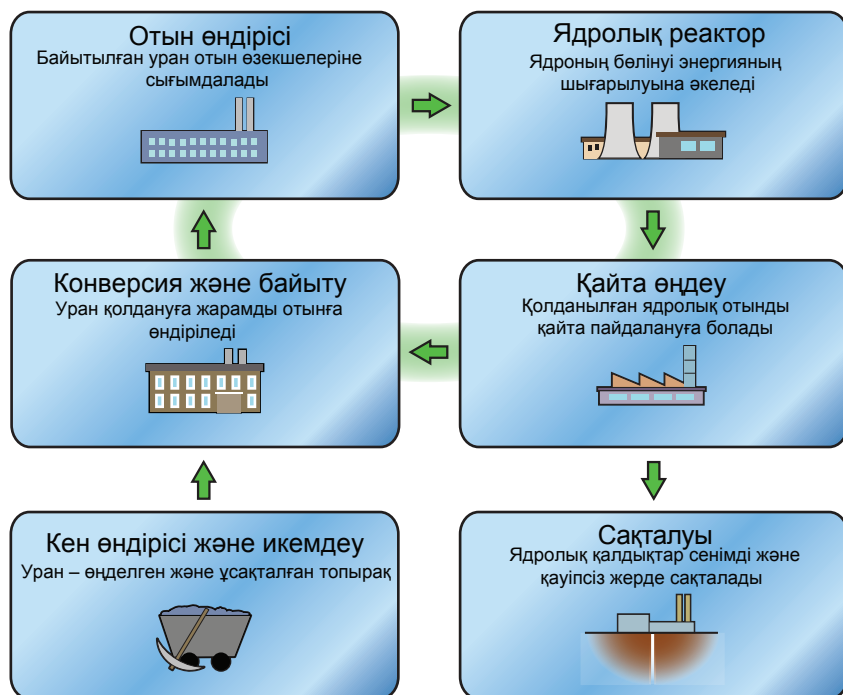 Отын өндірісі
Байытылған уран отын өзекшелеріне
сығымдалады
Ядролық реактор
Ядроның бөлінуі энергияның
шығарылуына әкеледі
Конверсия және байыту
Уран қолдануға жарамды отынға
өндіріледі
Қайта өңдеу
Қолданылған ядролық отынды
қайта пайдалануға болады
Кен өндірісі және икемдеу
Уран – өңделген және ұсақталған топырақ
Сақталуы
Ядролық қалдықтар сенімді және
қауіпсіз жерде сақталады